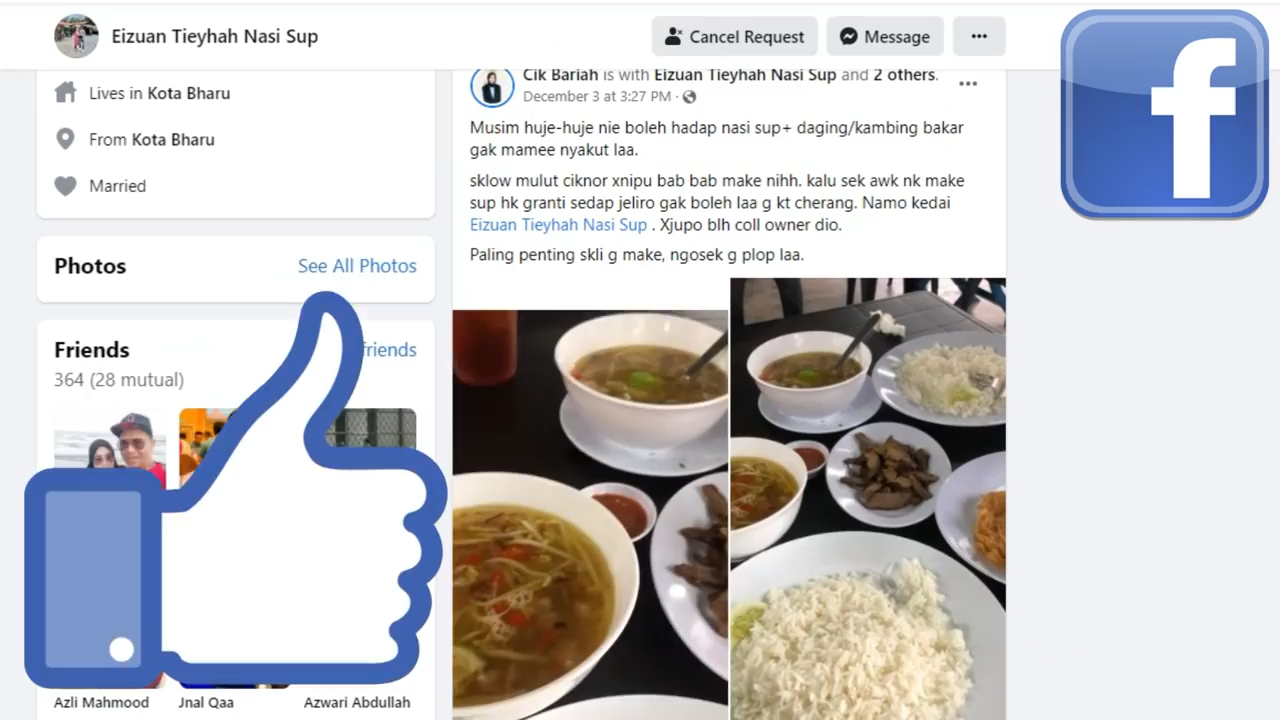 Eizuan Tieyhah Nasi Sup
Cancel Request
Message
Lives in Kota Bharu
From Kota Bharu
Married
Photos
See All Photos
Friends
friends
364 (28 mutual)
Azli Mahmood
Jnal Qaa
Azwari Abdullah
Cik Bariah is with Eizuan Tieyhah Nasi Sup and 2 others.
December 3 at 3:27 PM ·
Musim huje-huje nie boleh hadap nasi sup+ daging/kambing bakar
gak mamee nyakut laa.
sklow mulut ciknor xnipu bab bab make nihh. kalu sek awk nk make
sup hk granti sedap jeliro gak boleh laa g kt cherang. Namo kedai
Eizuan Tieyhah Nasi Sup . Xjupo blh coll owner dio.
Paling penting skli g make, ngosek g plop laa.
f